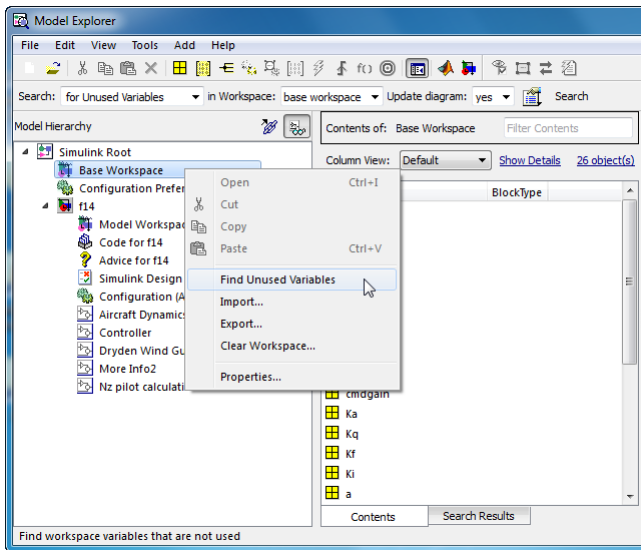 Model Explorer
File Edit View Tools Add Help
f()
Search: for Unused Variables in Workspace: base workspace Update diagram: yes Search
Model Hierarchy
Simulink Root
Base Workspace
Configuration Prefer
f14
Model Workspac
Code for f14
Advice for f14
Simulink Design
Configuration (A
Aircraft Dynamics
Controller
Dryden Wind Gu
More Info2
Nz pilot calculati
Open Ctrl+I
Cut
Copy
Paste Ctrl+V
Find Unused Variables
Import...
Export...
Clear Workspace...
Properties...
Contents of: Base Workspace Filter Contents
Column View: Default Show Details 26 object(s)
BlockType
cmdgain
Ka
Kq
Kf
Ki
a
Contents Search Results
Find workspace variables that are not used